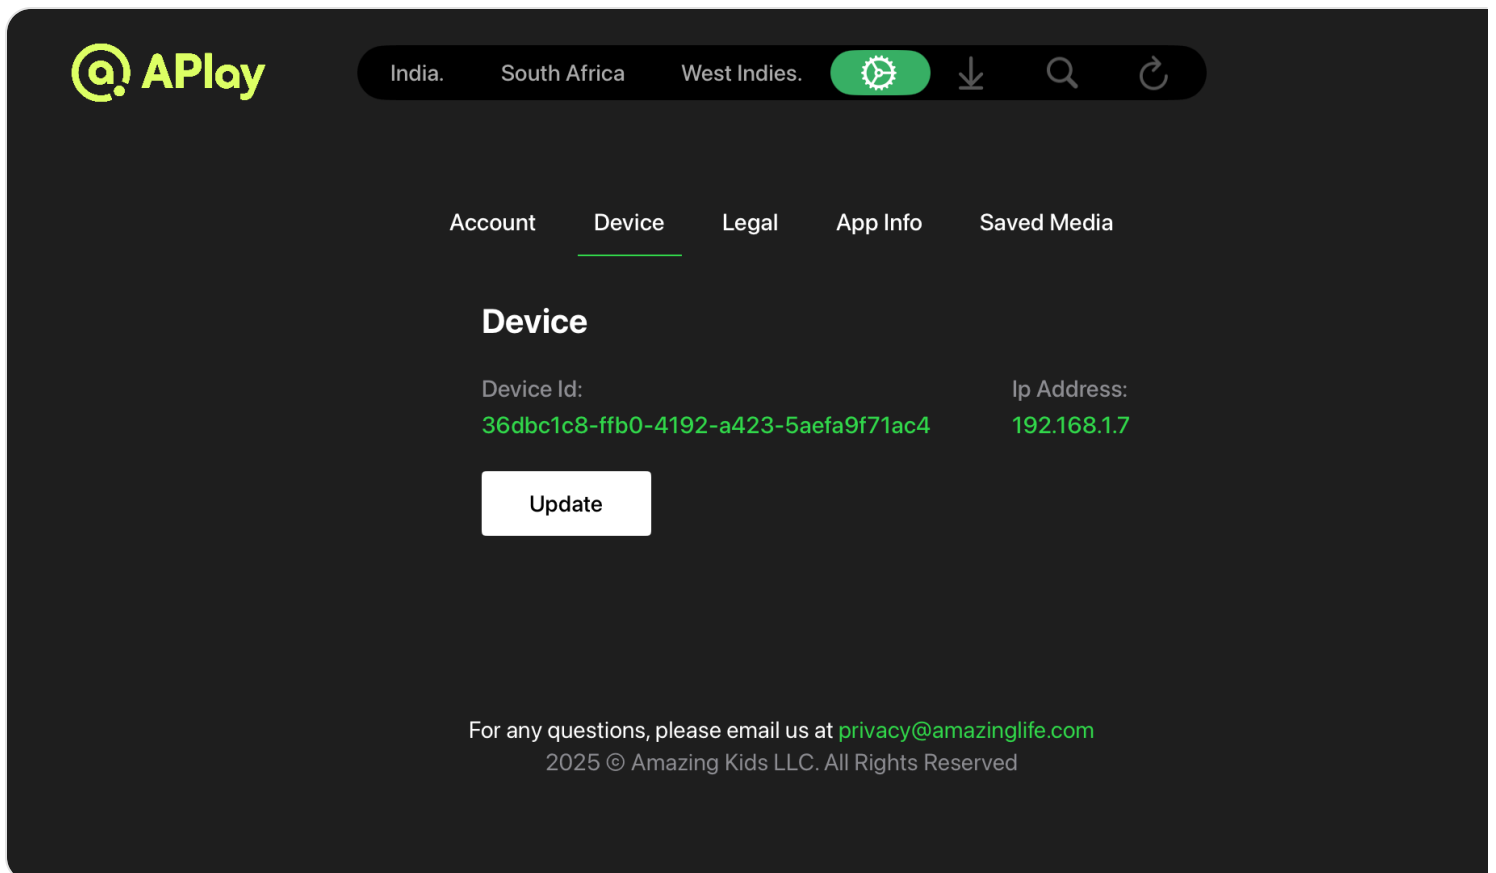 APlay
India. South Africa West Indies.
Account Device Legal App Info Saved Media
Device
Device Id: Ip Address:
36dbc1c8-ffb0-4192-a423-5aefa9f71ac4 192.168.1.7
Update
For any questions, please email us at privacy@amazinglife.com
2025 © Amazing Kids LLC. All Rights Reserved